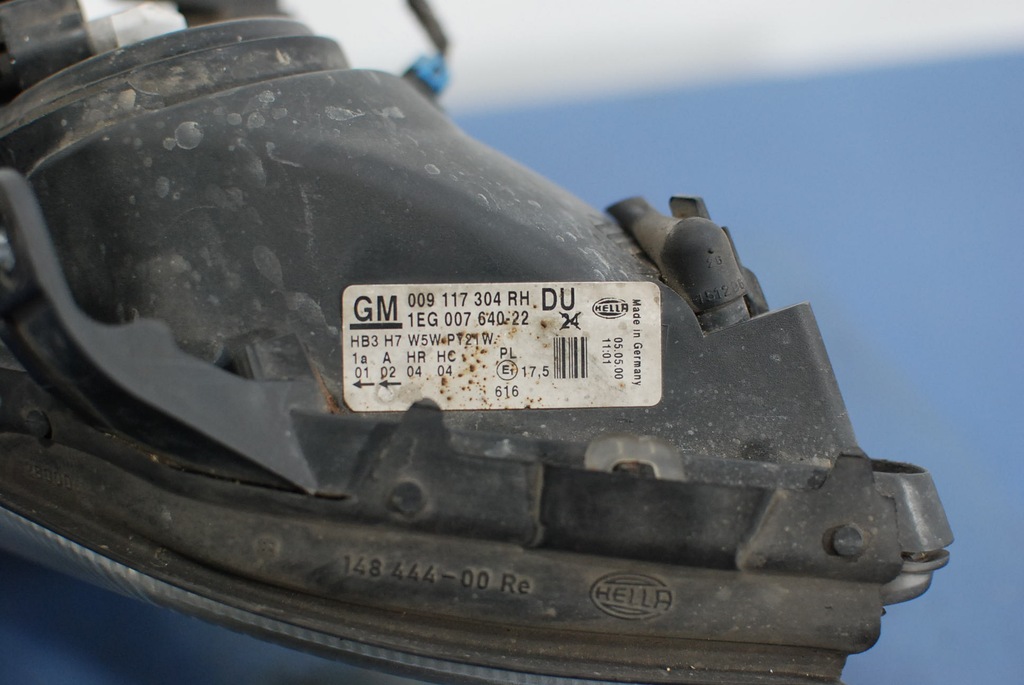 GM 009 117 304 RH DU
1EG 007 640-22 24
HELLA
Made in Germany
05.05.00
11:01
HB3 H7 W5W PY21W
1a A HR HC PL
01 02 04 04 E1 17,5
← ←
616
148 444-00 Re HELLA